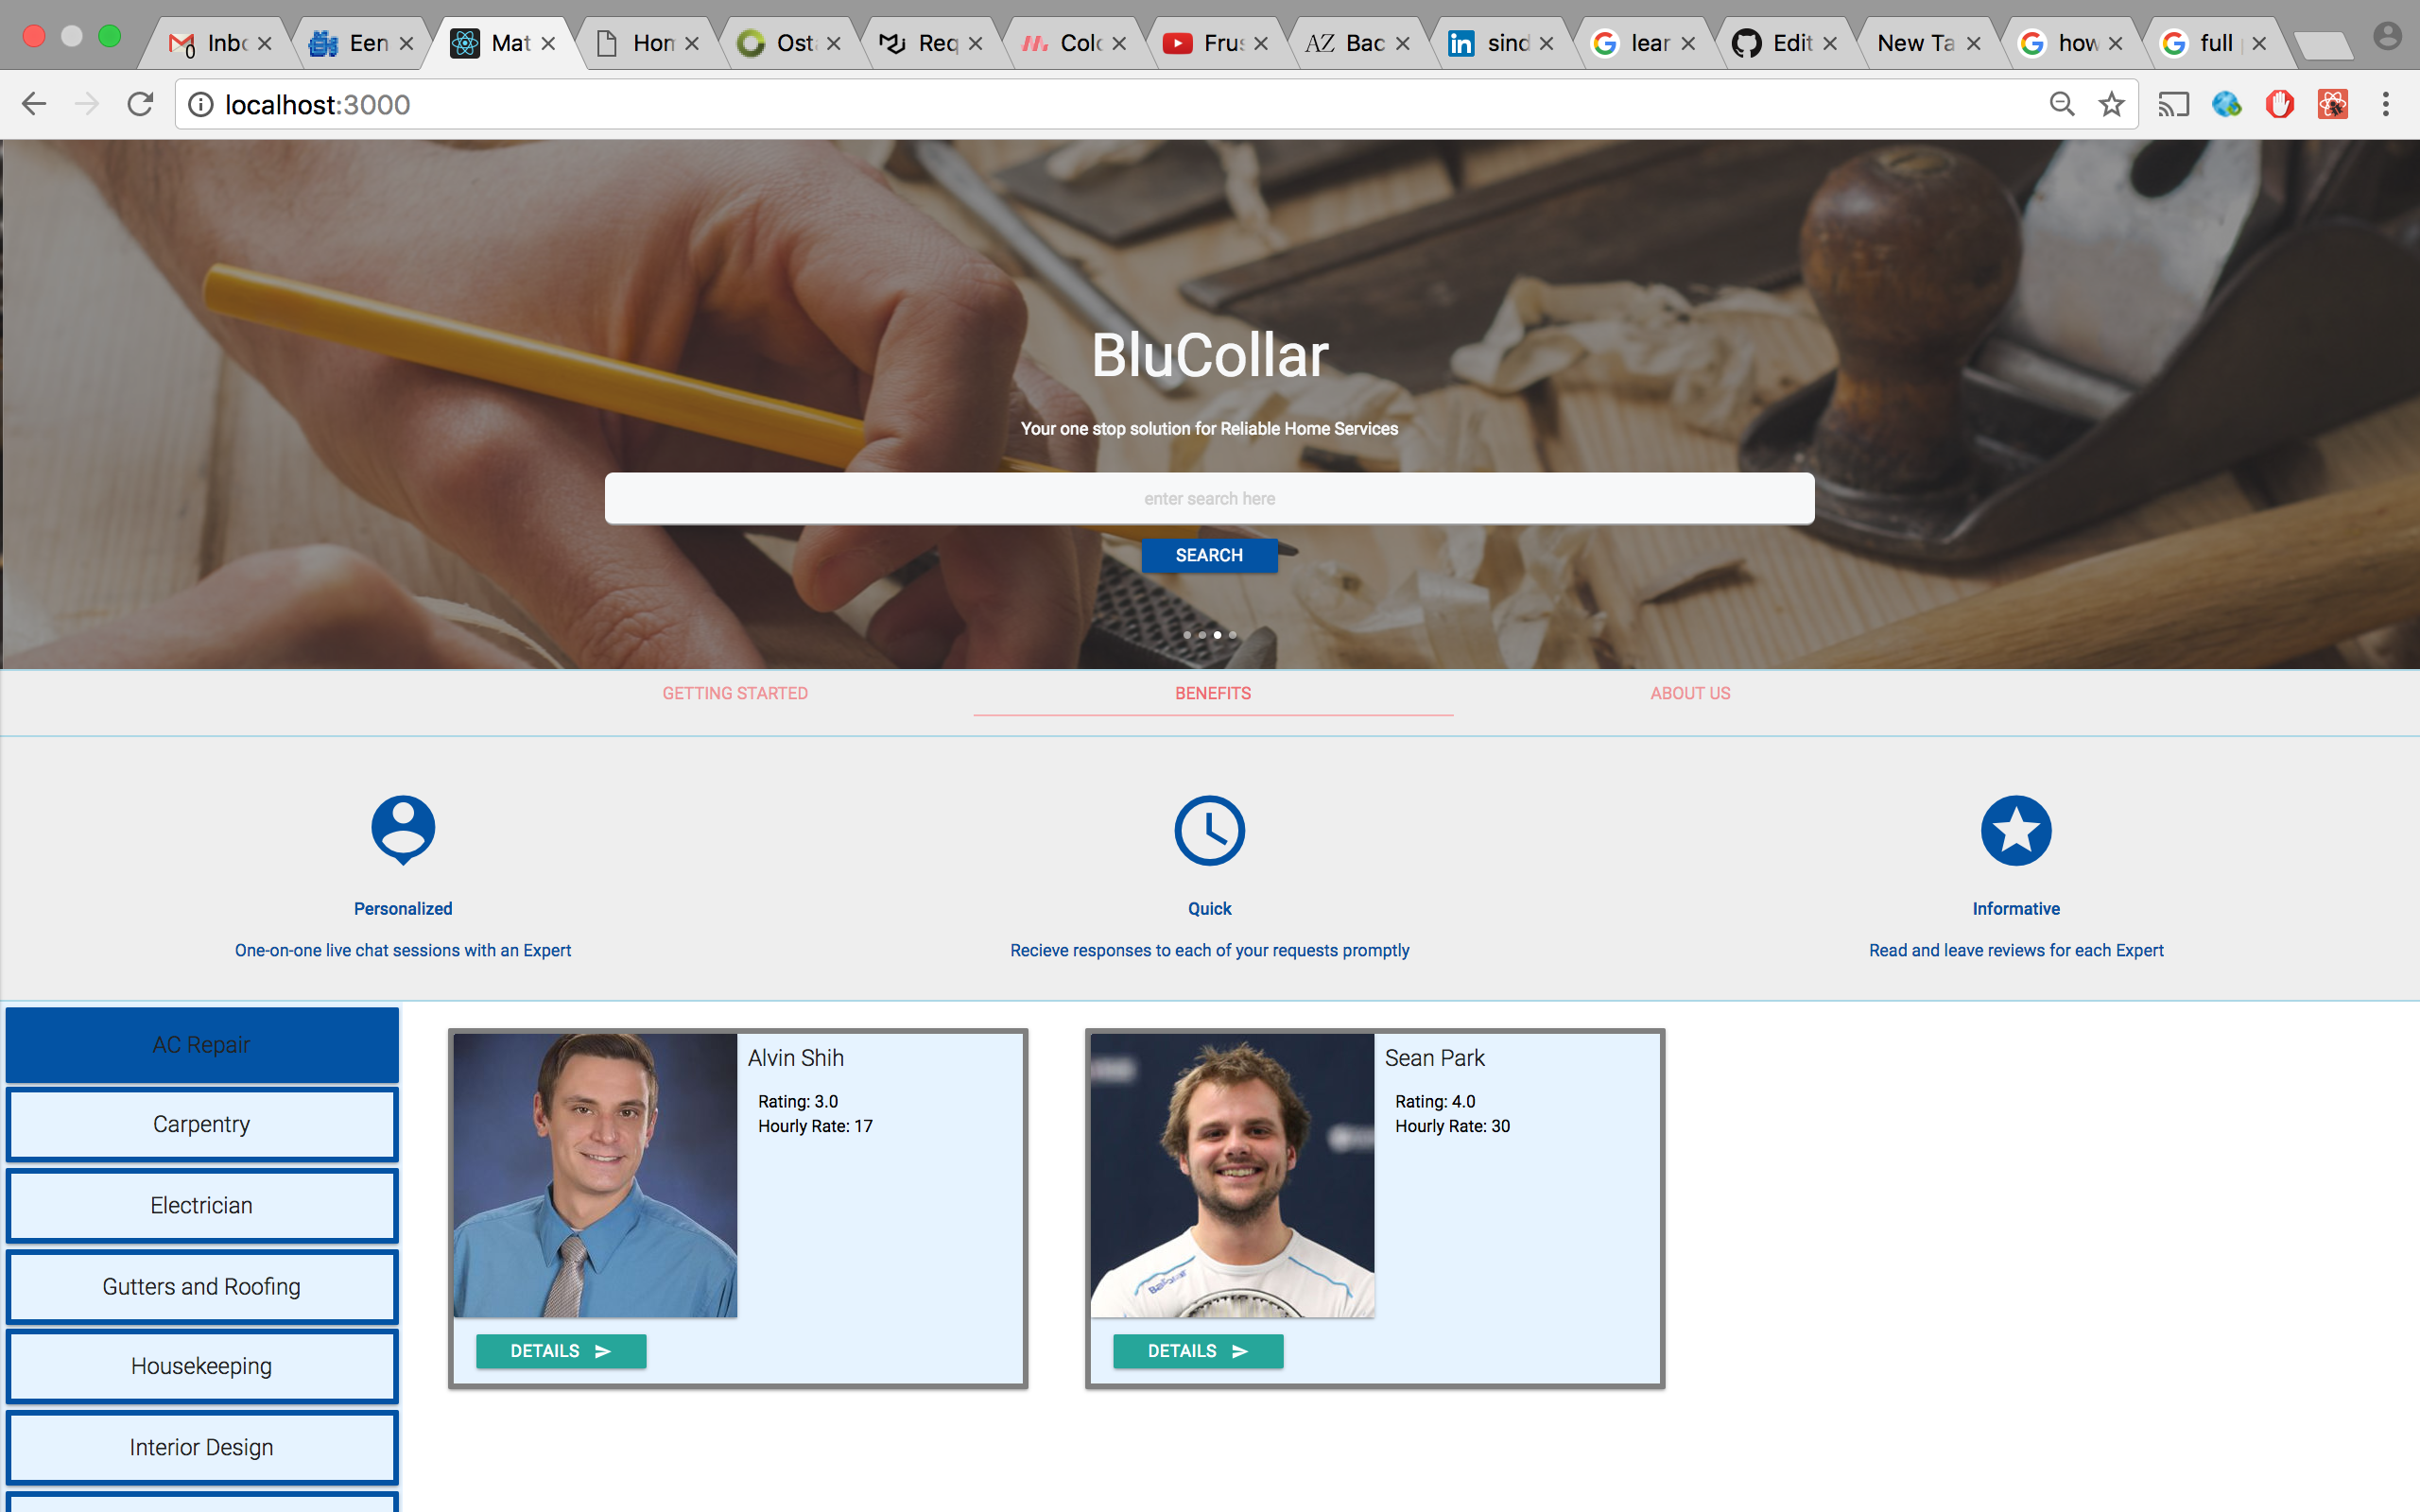 Inbo Een Mat Hom Ost Req Colo Frus AZ Bac in sind lear Edit New Ta how full
localhost:3000
BluCollar
Your one stop solution for Reliable Home Services
enter search here
SEARCH
GETTING STARTED BENEFITS ABOUT US
Personalized Quick Informative
One-on-one live chat sessions with an Expert Recieve responses to each of your requests promptly Read and leave reviews for each Expert
AC Repair
Carpentry
Electrician
Gutters and Roofing
Housekeeping
Interior Design
Alvin Shih
Rating: 3.0
Hourly Rate: 17
DETAILS
Sean Park
Rating: 4.0
Hourly Rate: 30
DETAILS